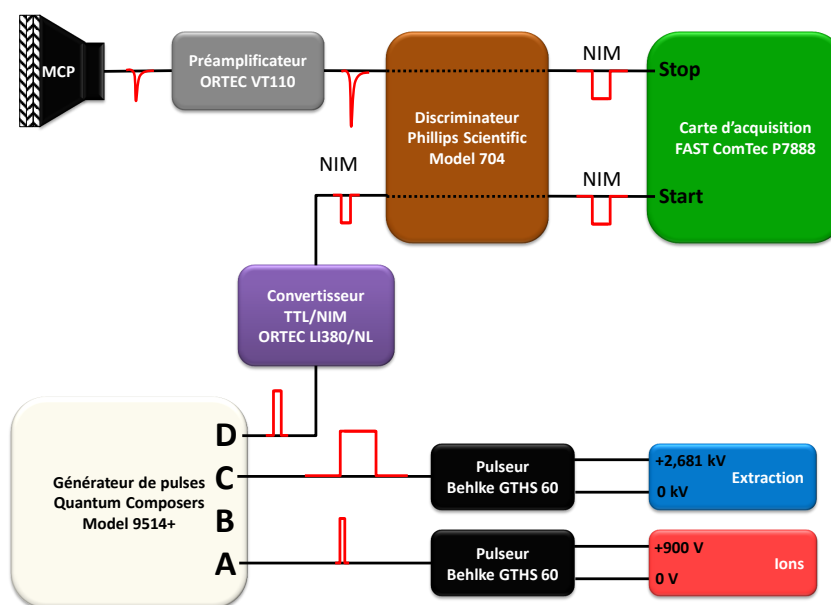 MCP
Préamplificateur
ORTEC VT110
NIM
Stop
Discriminateur
Phillips Scientific
Model 704
Carte d'acquisition
FAST ComTec P7888
NIM
NIM
Start
Convertisseur
TTL/NIM
ORTEC LI380/NL
Générateur de pulses
Quantum Composers
Model 9514+
D
C
B
A
Pulseur
Behlke GTHS 60
+2,681 kV
Extraction
0 kV
Pulseur
Behlke GTHS 60
+900 V
Ions
0 V